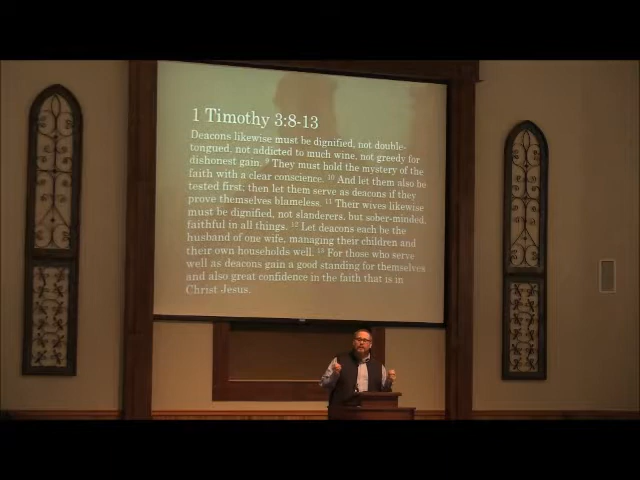 1 Timothy 3:8-13
Deacons likewise must be dignified, not double-
tongued, not addicted to much wine, not greedy for
dishonest gain. 9 They must hold the mystery of the
faith with a clear conscience. 10 And let them also be
tested first; then let them serve as deacons if they
prove themselves blameless. 11 Their wives likewise
must be dignified, not slanderers, but sober-minded,
faithful in all things. 12 Let deacons each be the
husband of one wife, managing their children and
their own households well. 13 For those who serve
well as deacons gain a good standing for themselves
and also great confidence in the faith that is in
Christ Jesus.